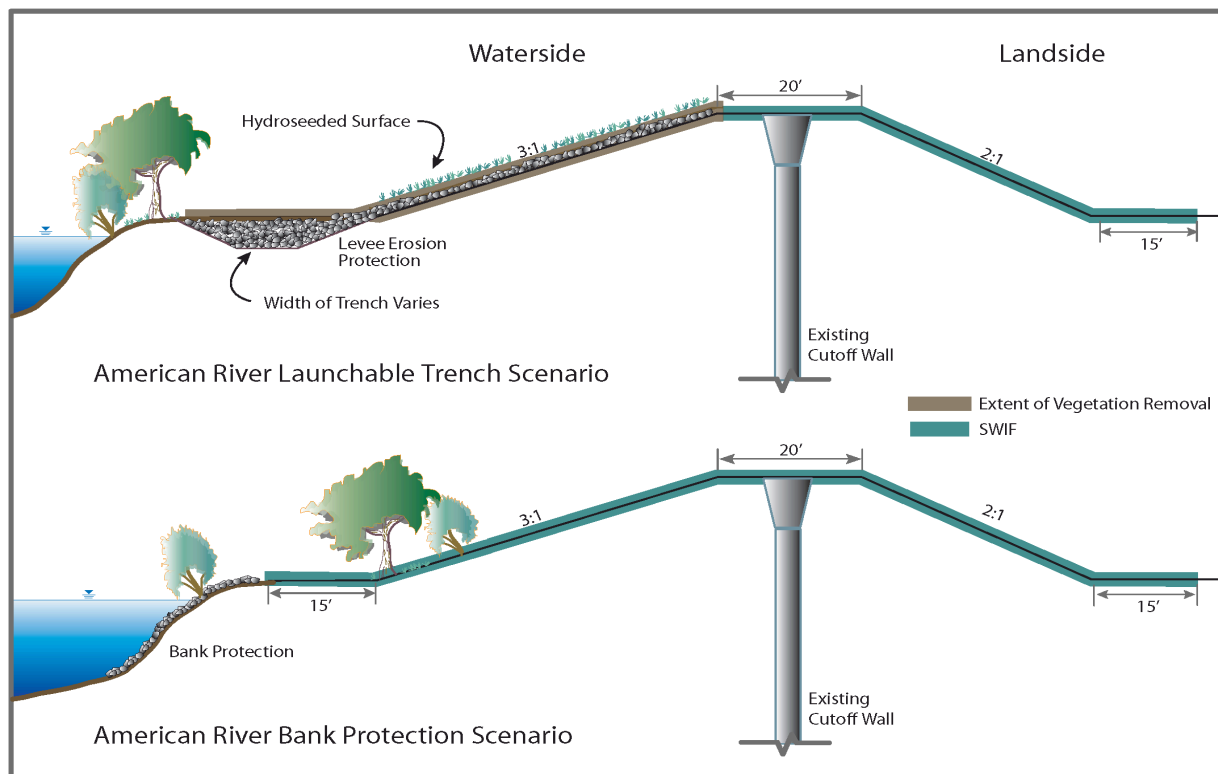 Waterside
Landside
20′
Hydroseeded Surface
3:1
2:1
Levee Erosion
Protection
15′
Width of Trench Varies
Existing
Cutoff Wall
American River Launchable Trench Scenario
Extent of Vegetation Removal
SWIF
20′
3:1
2:1
15′
15′
Bank Protection
Existing
Cutoff Wall
American River Bank Protection Scenario